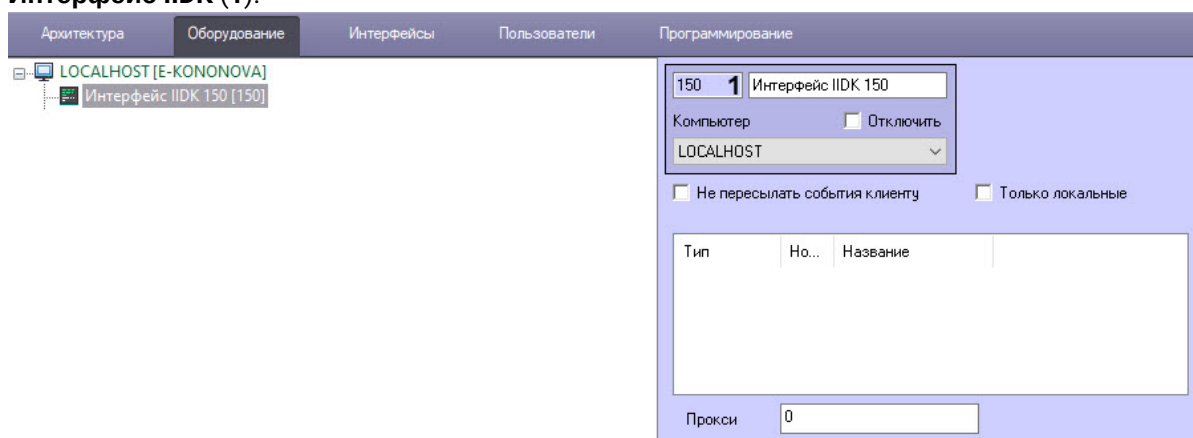 Интерфейс IIDK (1).
Архитектура Оборудование Интерфейсы Пользователи Программирование
LOCALHOST [E-KONONOVA]
Интерфейс IIDK 150 [150]
150 1 Интерфейс IIDK 150
Компьютер Отключить
LOCALHOST
Не пересылать события клиенту Только локальные
Тип Но... Название
Прокси 0